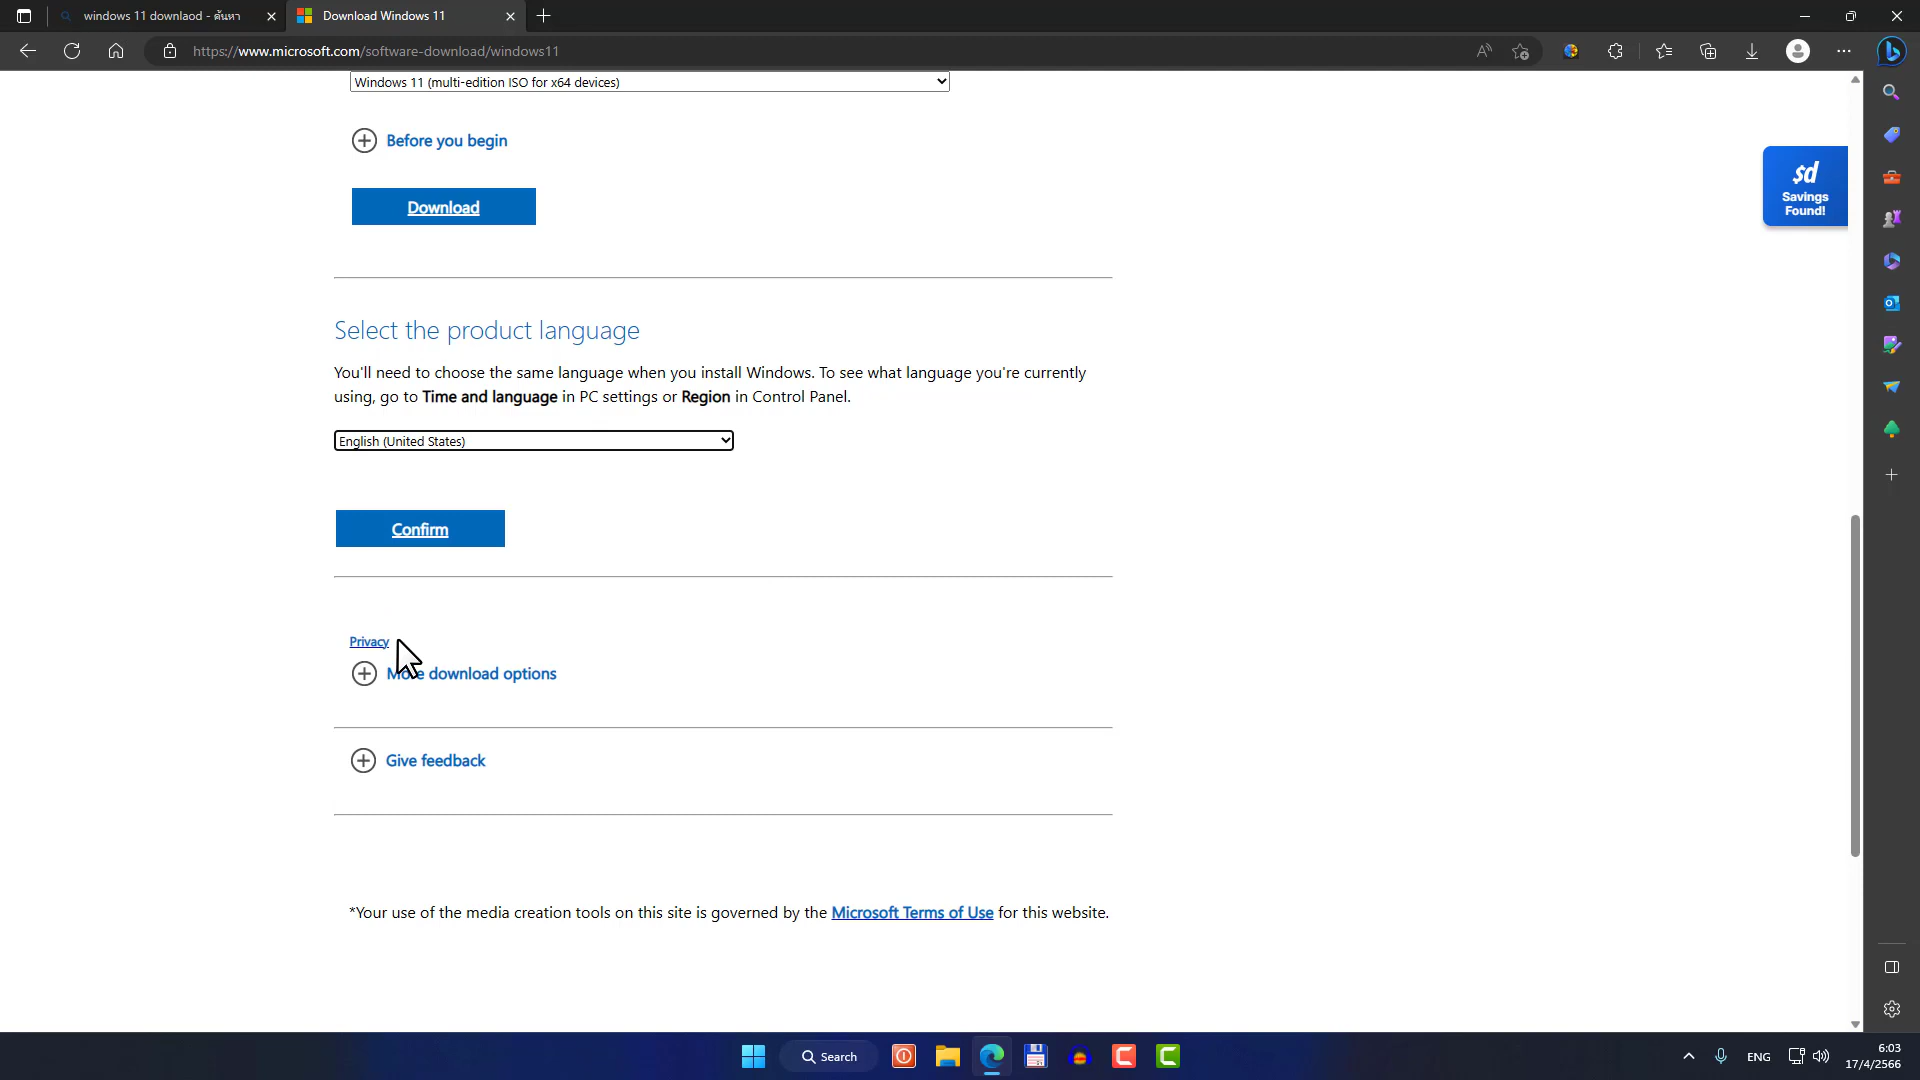 windows 11 downlaod - ค้นหา
Download Windows 11
https://www.microsoft.com/software-download/windows11
Windows 11 (multi-edition ISO for x64 devices)
Before you begin
Download
$d
Savings
Found!
Select the product language
You'll need to choose the same language when you install Windows. To see what language you're currently
using, go to Time and language in PC settings or Region in Control Panel.
English (United States)
Confirm
Privacy
More download options
Give feedback
*Your use of the media creation tools on this site is governed by the Microsoft Terms of Use for this website.
Search
ENG
6:03
17/4/2566